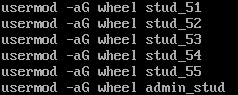 usermod -aG wheel stud_51
usermod -aG wheel stud_52
usermod -aG wheel stud_53
usermod -aG wheel stud_54
usermod -aG wheel stud_55
usermod -aG wheel admin_stud